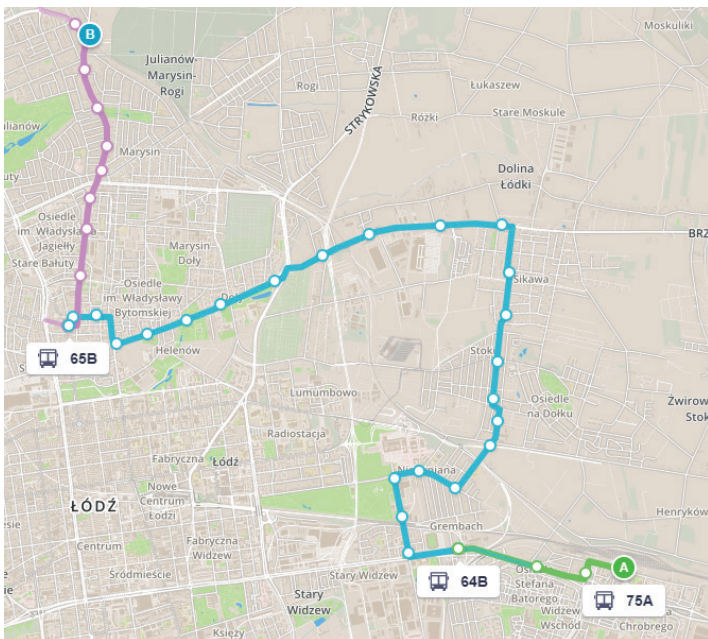 Moskuliki
B
Julianów-
Marysin-
Rogi
Rogi
Łukaszew
STRYKOWSKA
Różki
Stare Moskule
Marysin
Dolina
Łódki
Osiedle
im. Władysława
Jagiełły
Stare Bałuty
Marysin
Doły
BRZ
Sikawa
Osiedle
im. Władysławy
Bytomskiej
Doły
65B
Helenów
Stoki
Lumumbowo
Osiedle
na Dołku
Żwirow
Stok
Radiostacja
Fabryczna
Łódź
Nowe
Centrum
Łodzi
ŁÓDŹ
Grembach
Henryków
Centrum
Fabryczna
Widzew
Śródmieście
Stary Widzew
A
Stefana
Batorego
64B
75A
Stary
Widzew
Widzew
Wschód
Chrobrego
Księży